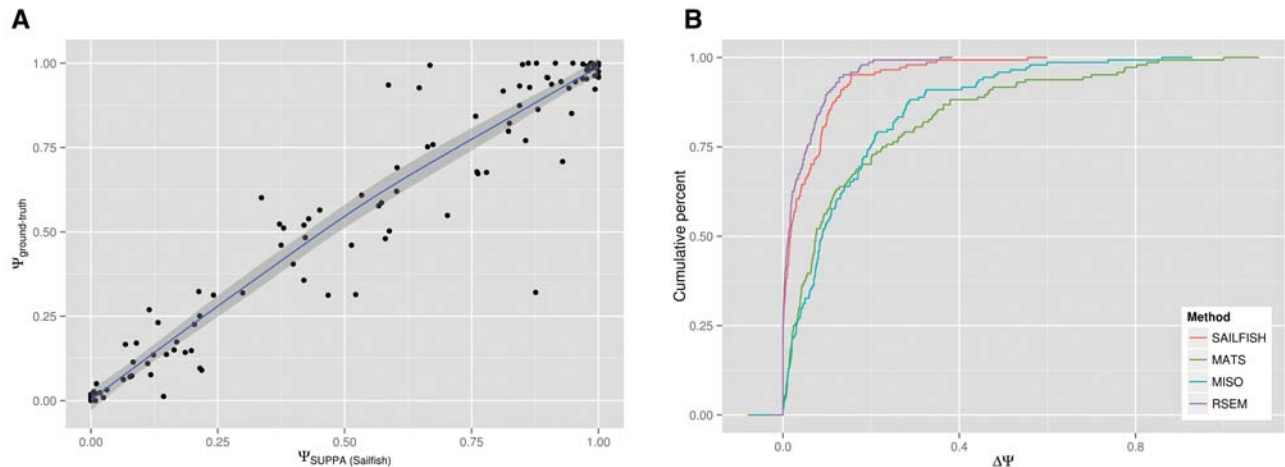 A
1.00
0.75
0.50
0.25
0.00
Ψground-truth
0.00 0.25 0.50 0.75 1.00
ΨSUPPA (Sailfish)
B
1.00
0.75
0.50
0.25
0.00
Cumulative percent
Method
SAILFISH
MATS
MISO
RSEM
0.0 0.4 0.8
ΔΨ